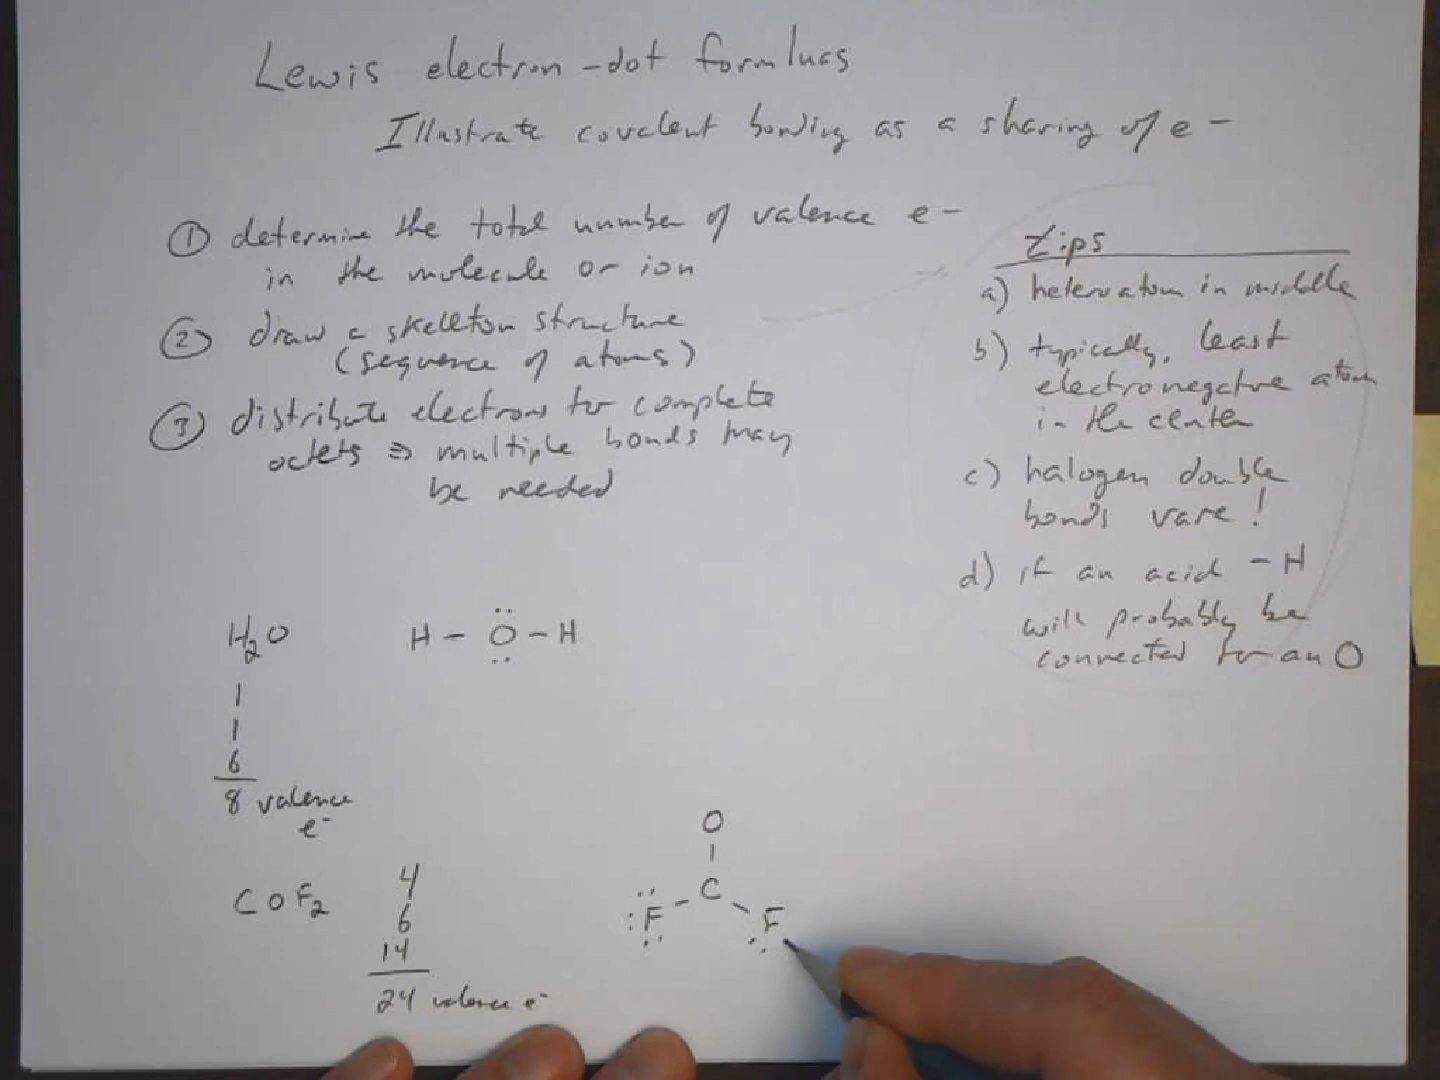 Lewis electron-dot formluas
Illustrate covalent bonding as a sharing of e-
① determine the total number of valence e-
in the molecule or ion
② draw a skelton structure
(sequence of atoms)
③ distribute electrons for complete
octets ⇒ multiple bonds may
be needed
tips
a) heteroatom in middle
b) typically, least
electronegative atom
in the center
c) halogen double
bonds rare!
d) if an acid -H
will probably be
connected to an O
H₂O
H - Ö - H
1
1
6
8 valence
e⁻
COF₂
4
6
14
24 valence e⁻
O
C
F
F